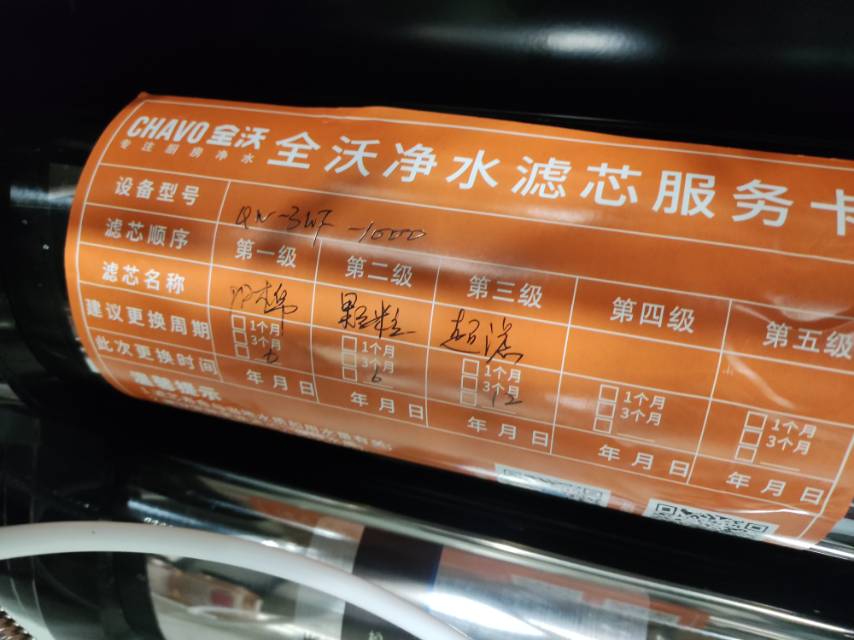 CHAVO 全沃
专注厨房净水
全沃净水滤芯服务卡
设备型号 QW-3WF-1000
滤芯顺序 第一级 第二级 第三级 第四级 第五级
滤芯名称 PP棉 颗粒 超滤
建议更换周期 1个月 1个月 1个月 1个月 1个月
3个月 3个月 3个月 3个月 3个月
6 6 12
此次更换时间 年 月 日 年 月 日 年 月 日 年 月 日 年 月 日
温馨提示